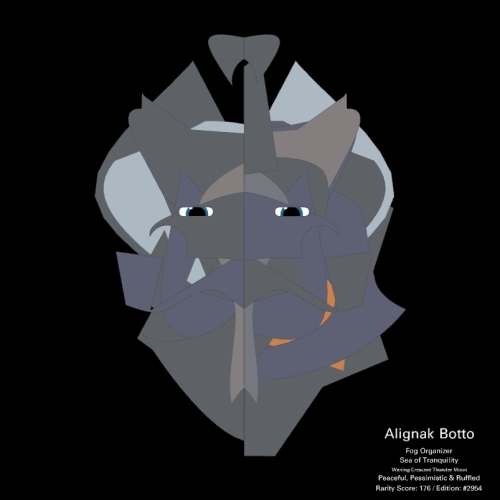 Alignak Botto
Fog Organizer
Sea of Tranquility
Waning Crescent Thunder Moon
Peaceful, Pessimistic & Ruffled
Rarity Score: 176 / Edition: #2954